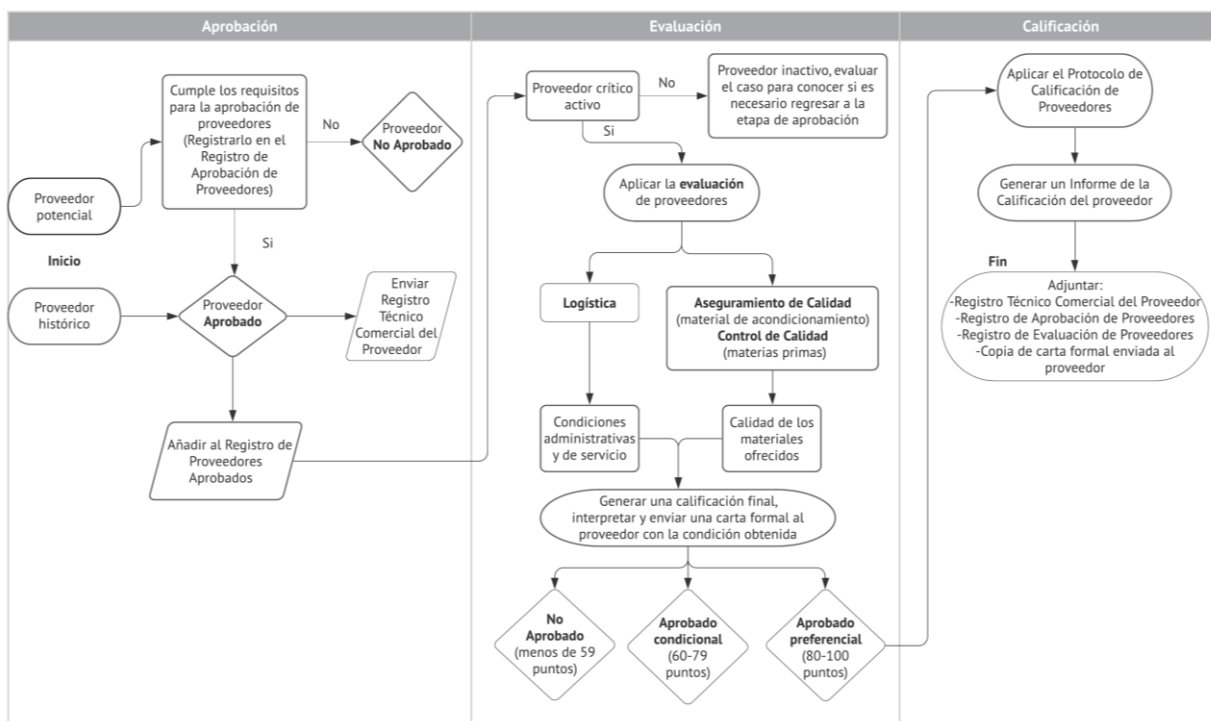 Aprobación
Evaluación
Calificación
Cumple los requisitos
para la aprobación de
proveedores
(Registrarlo en el
Registro de
Aprobación de
Proveedores)
No
Proveedor
No Aprobado
Proveedor
potencial
Si
Inicio
Proveedor
histórico
Proveedor
Aprobado
Enviar
Registro
Técnico
Comercial del
Proveedor
Añadir al Registro de
Proveedores
Aprobados
Proveedor crítico
activo
No
Proveedor inactivo, evaluar
el caso para conocer si es
necesario regresar a la
etapa de aprobación
Si
Aplicar la evaluación
de proveedores
Logística
Aseguramiento de Calidad
(material de acondicionamiento)
Control de Calidad
(materias primas)
Condiciones
administrativas
y de servicio
Calidad de los
materiales
ofrecidos
Generar una calificación final,
interpretar y enviar una carta formal al
proveedor con la condición obtenida
No
Aprobado
(menos de 59
puntos)
Aprobado
condicional
(60-79
puntos)
Aprobado
preferencial
(80-100
puntos)
Aplicar el Protocolo de
Calificación de
Proveedores
Generar un Informe de la
Calificación del proveedor
Fin
Adjuntar:
-Registro Técnico Comercial del Proveedor
-Registro de Aprobación de Proveedores
-Registro de Evaluación de Proveedores
-Copia de carta formal enviada al
proveedor